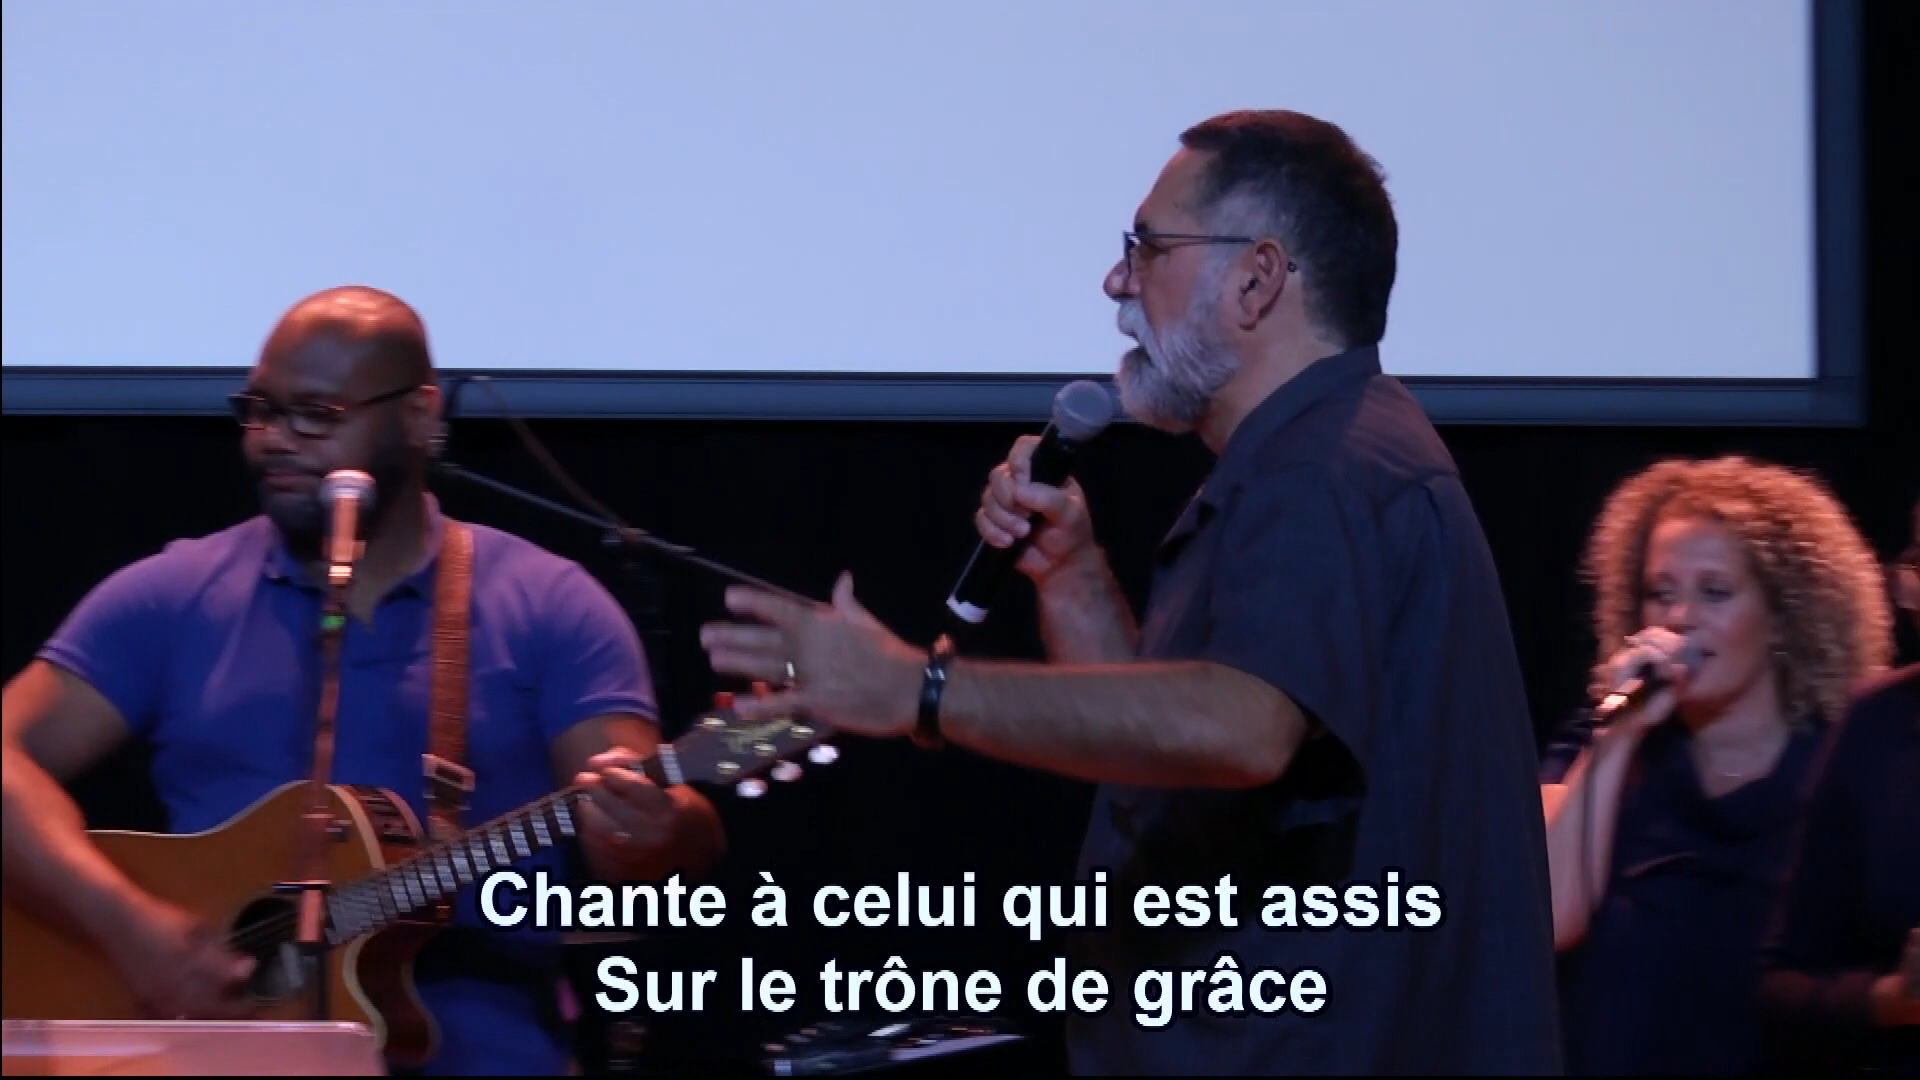 Chante à celui qui est assis
Sur le trône de grâce